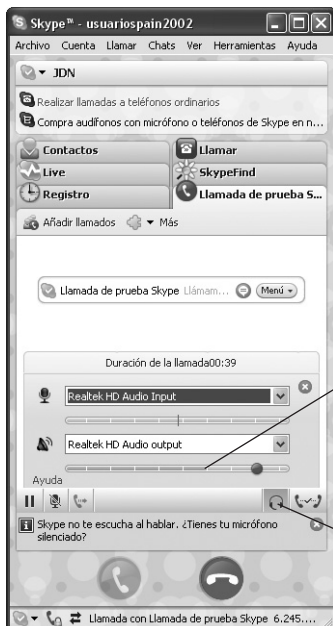 Skype™ - usuariospain2002
Archivo Cuenta Llamar Chats Ver Herramientas Ayuda
JDN
Realizar llamadas a teléfonos ordinarios
Compra audífonos con micrófono o teléfonos de Skype en n...
Contactos
Llamar
Live
SkypeFind
Registro
Llamada de prueba S...
Añadir llamados Más
Llamada de prueba Skype Llámam... Menú
Duración de la llamada00:39
Realtek HD Audio Input
Realtek HD Audio output
Ayuda
Skype no te escucha al hablar. ¿Tienes tu micrófono
silenciado?
Llamada con Llamada de prueba Skype 6.245....